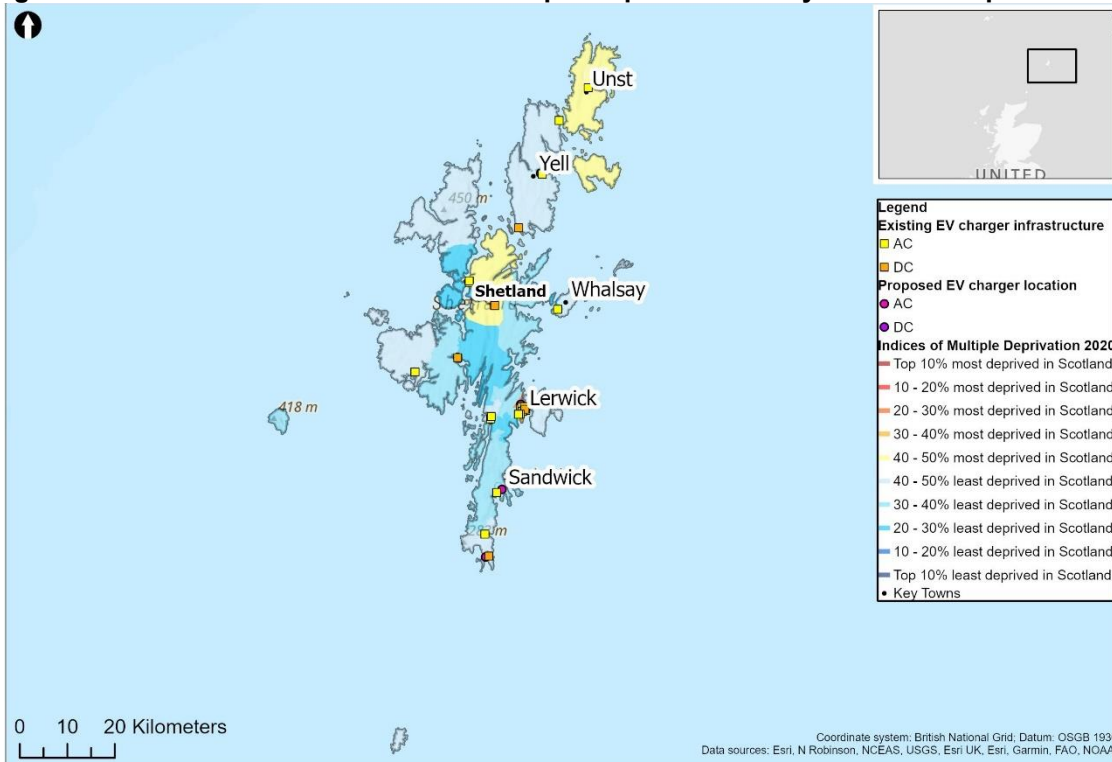 Unst
Yell
450 m
Shetland
Whalsay
418 m
Lerwick
Sandwick
0 10 20 Kilometers
UNITED
Legend
Existing EV charger infrastructure
AC
DC
Proposed EV charger location
AC
DC
Indices of Multiple Deprivation 2020
Top 10% most deprived in Scotland
10 - 20% most deprived in Scotland
20 - 30% most deprived in Scotland
30 - 40% most deprived in Scotland
40 - 50% most deprived in Scotland
40 - 50% least deprived in Scotland
30 - 40% least deprived in Scotland
20 - 30% least deprived in Scotland
10 - 20% least deprived in Scotland
Top 10% least deprived in Scotland
Key Towns
Coordinate system: British National Grid; Datum: OSGB 193
Data sources: Esri, N Robinson, NCEAS, USGS, Esri UK, Esri, Garmin, FAO, NOAA